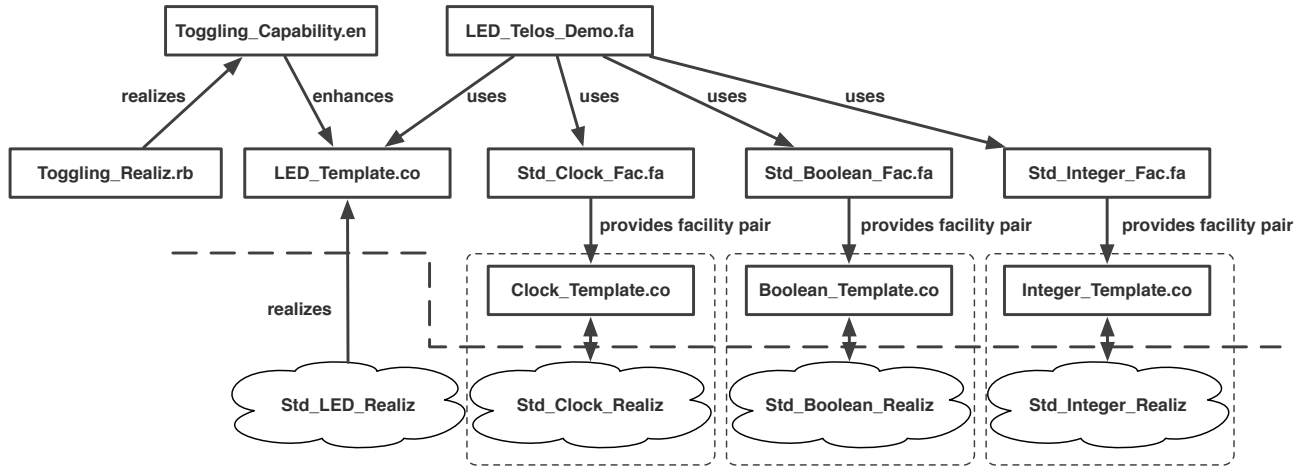 Toggling_Capability.en
LED_Telos_Demo.fa
realizes
enhances
uses
uses
uses
uses
Toggling_Realiz.rb
LED_Template.co
Std_Clock_Fac.fa
Std_Boolean_Fac.fa
Std_Integer_Fac.fa
provides facility pair
provides facility pair
provides facility pair
Clock_Template.co
Boolean_Template.co
Integer_Template.co
realizes
Std_LED_Realiz
Std_Clock_Realiz
Std_Boolean_Realiz
Std_Integer_Realiz